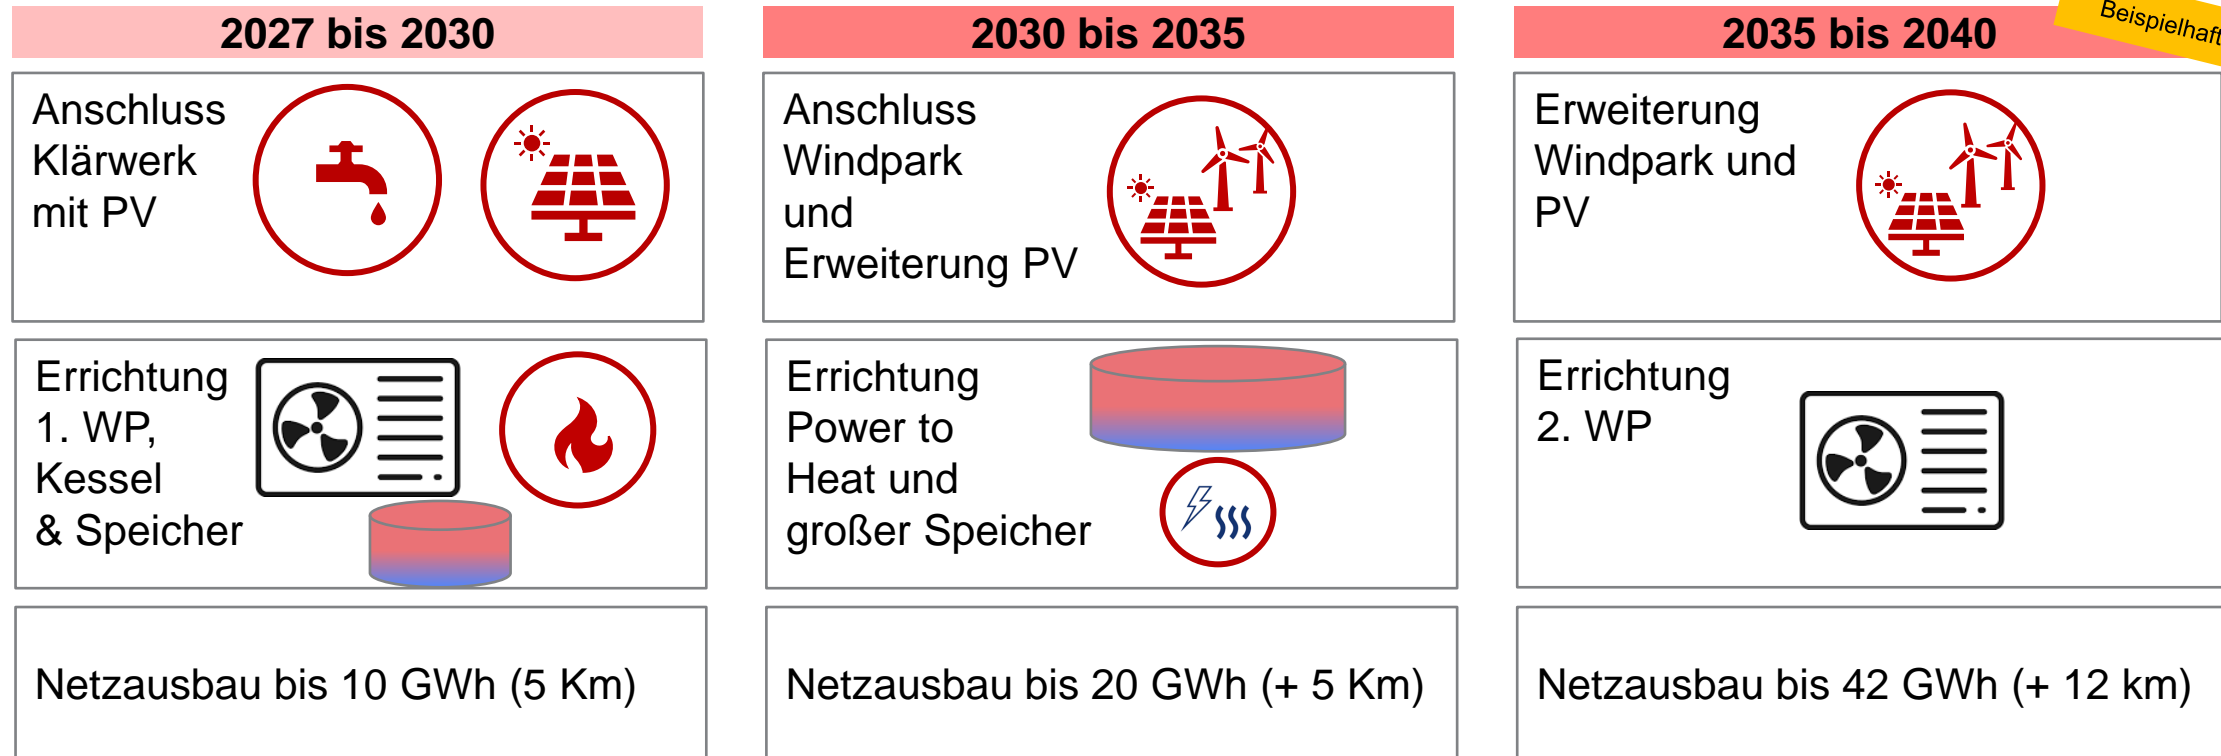 2027 bis 2030
2030 bis 2035
2035 bis 2040
Beispielhaft
Anschluss
Klärwerk
mit PV
Anschluss
Windpark
und
Erweiterung PV
Erweiterung
Windpark und
PV
Errichtung
1. WP,
Kessel
& Speicher
Errichtung
Power to
Heat und
großer Speicher
Errichtung
2. WP
Netzausbau bis 10 GWh (5 Km)
Netzausbau bis 20 GWh (+ 5 Km)
Netzausbau bis 42 GWh (+ 12 km)